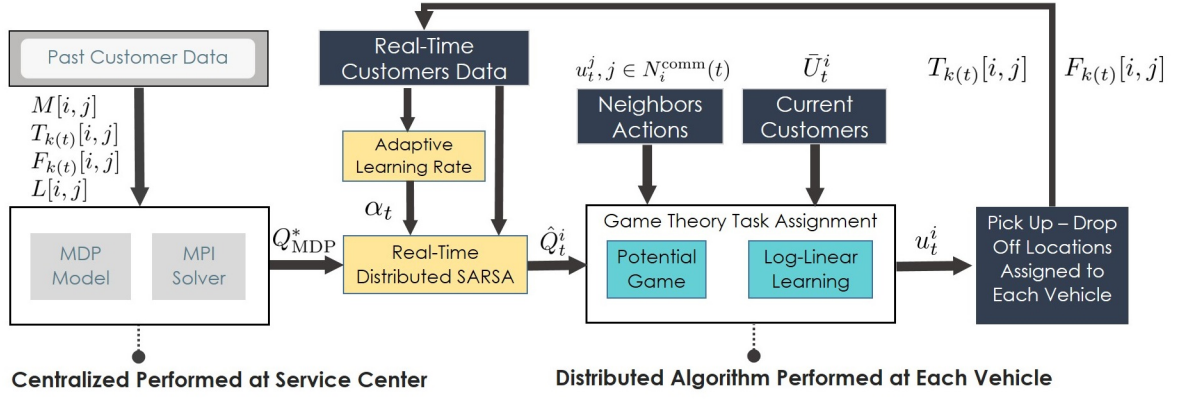 Past Customer Data
M[i, j]
T_{k(t)}[i, j]
F_{k(t)}[i, j]
L[i, j]
MDP
Model
MPI
Solver
Q^*_{MDP}
Centralized Performed at Service Center
Real-Time
Customers Data
Adaptive
Learning Rate
α_t
Real-Time
Distributed SARSA
Q̂^i_t
u^j_t, j ∈ N^{comm}_i(t)
Neighbors
Actions
Ū^i_t
Current
Customers
Game Theory Task Assignment
Potential
Game
Log-Linear
Learning
u^i_t
Distributed Algorithm Performed at Each Vehicle
T_{k(t)}[i, j]
F_{k(t)}[i, j]
Pick Up – Drop
Off Locations
Assigned to
Each Vehicle